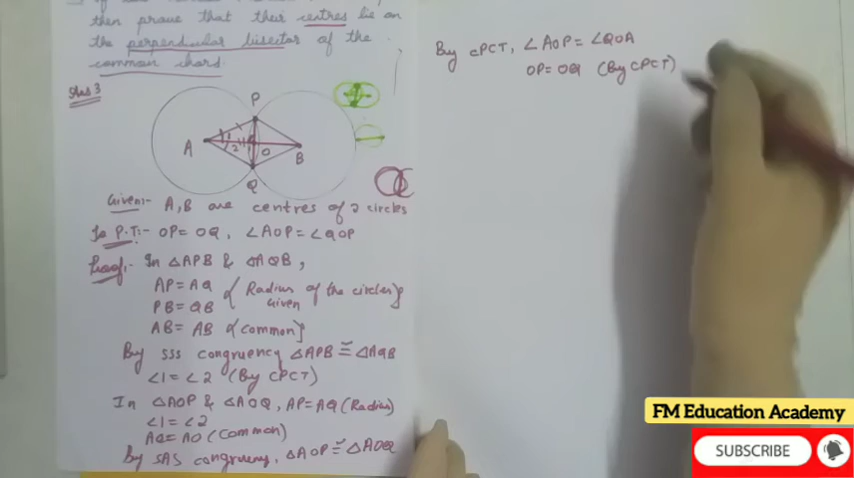 then prove that their centres lie on
the perpendicular bisector of the
common chord.
Ans 3
P
A
1
2
O
B
Q
Given:- A, B are centres of 2 circles
To P.T:- OP = OQ, ∠AOP = ∠QOP
Proof:- In △APB & △AQB,
AP = AQ { Radius of the circles }
PB = QB Given
AB = AB { common }
By SSS congruency △APB ≅ △AQB
∠1 = ∠2 (By CPCT)
In △AOP & △AOQ, AP = AQ (Radius)
∠1 = ∠2
AO = AO (Common)
By SAS congruency, △AOP ≅ △AOQ
By CPCT, ∠AOP = ∠QOA
OP = OQ (By CPCT)
FM Education Academy
SUBSCRIBE